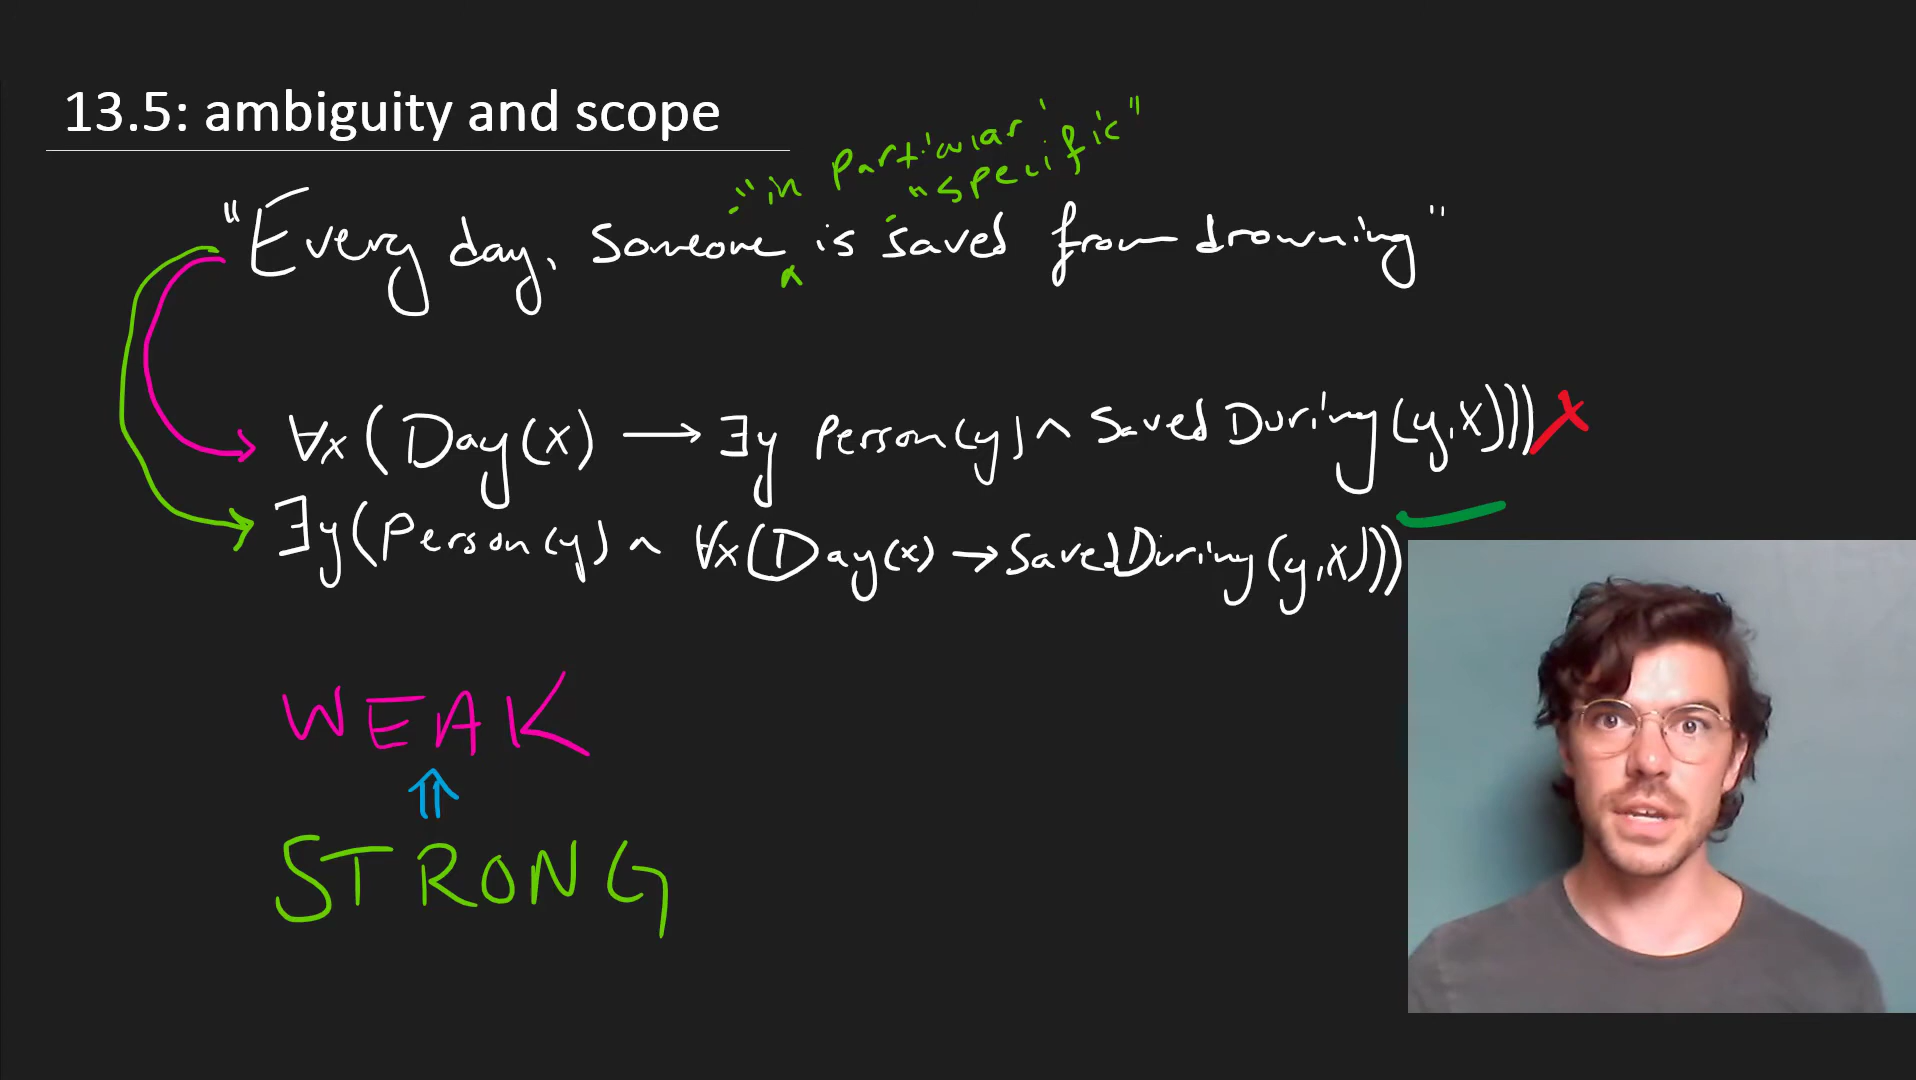 13.5: ambiguity and scope
"in particular"
"specific"
"Every day, someone ^ is saved from drowning"
∀x(Day(x) → ∃y Person(y) ∧ SavedDuring(y,x))) x
∃y(Person(y) ∧ ∀x(Day(x) → SavedDuring(y,x)))
WEAK
⇑
STRONG